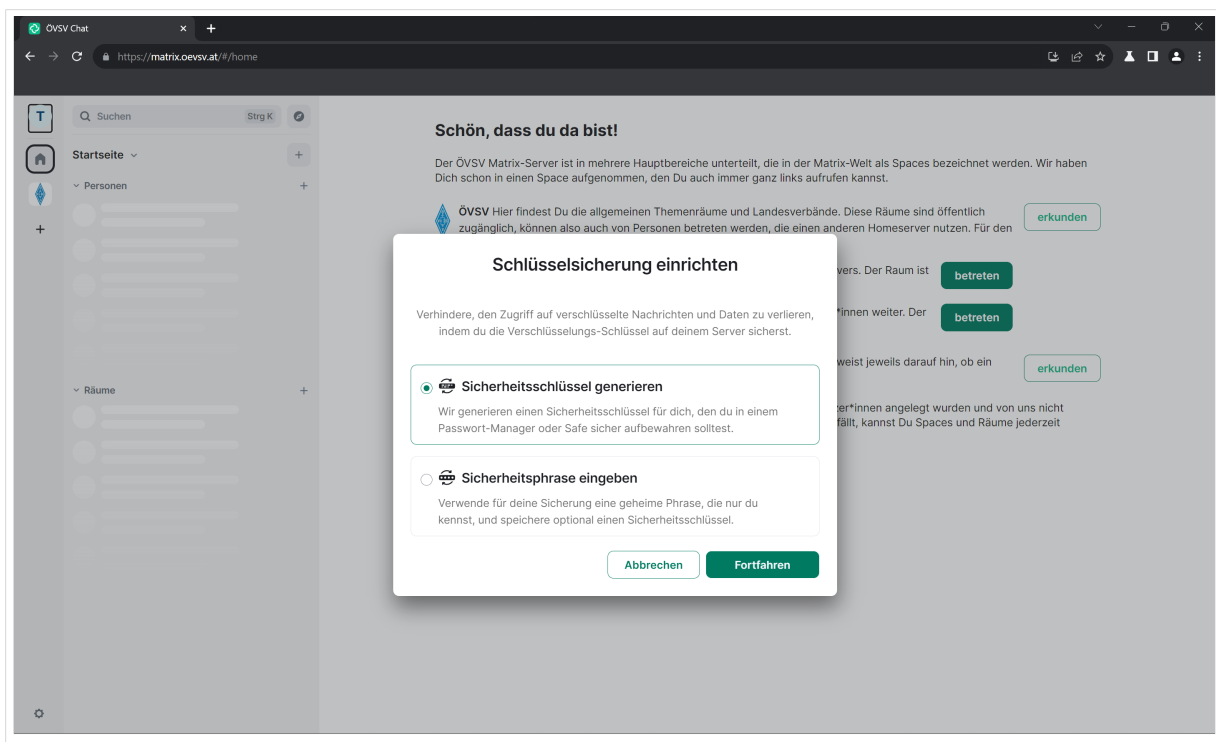 ÖVSV Chat
https://matrix.oevsv.at/#/home
T
Suchen Strg K
Startseite
Personen
Räume
Schön, dass du da bist!
Der ÖVSV Matrix-Server ist in mehrere Hauptbereiche unterteilt, die in der Matrix-Welt als Spaces bezeichnet werden. Wir haben
Dich schon in einen Space aufgenommen, den Du auch immer ganz links aufrufen kannst.
ÖVSV Hier findest Du die allgemeinen Themenräume und Landesverbände. Diese Räume sind öffentlich
zugänglich, können also auch von Personen betreten werden, die einen anderen Homeserver nutzen. Für den
erkunden
vers. Der Raum ist
betreten
*innen weiter. Der
betreten
weist jeweils darauf hin, ob ein
erkunden
er*innen angelegt wurden und von uns nicht
fällt, kannst Du Spaces und Räume jederzeit
Schlüsselsicherung einrichten
Verhindere, den Zugriff auf verschlüsselte Nachrichten und Daten zu verlieren,
indem du die Verschlüsselungs-Schlüssel auf deinem Server sicherst.
Sicherheitsschlüssel generieren
Wir generieren einen Sicherheitsschlüssel für dich, den du in einem
Passwort-Manager oder Safe sicher aufbewahren solltest.
Sicherheitsphrase eingeben
Verwende für deine Sicherung eine geheime Phrase, die nur du
kennst, und speichere optional einen Sicherheitsschlüssel.
Abbrechen
Fortfahren